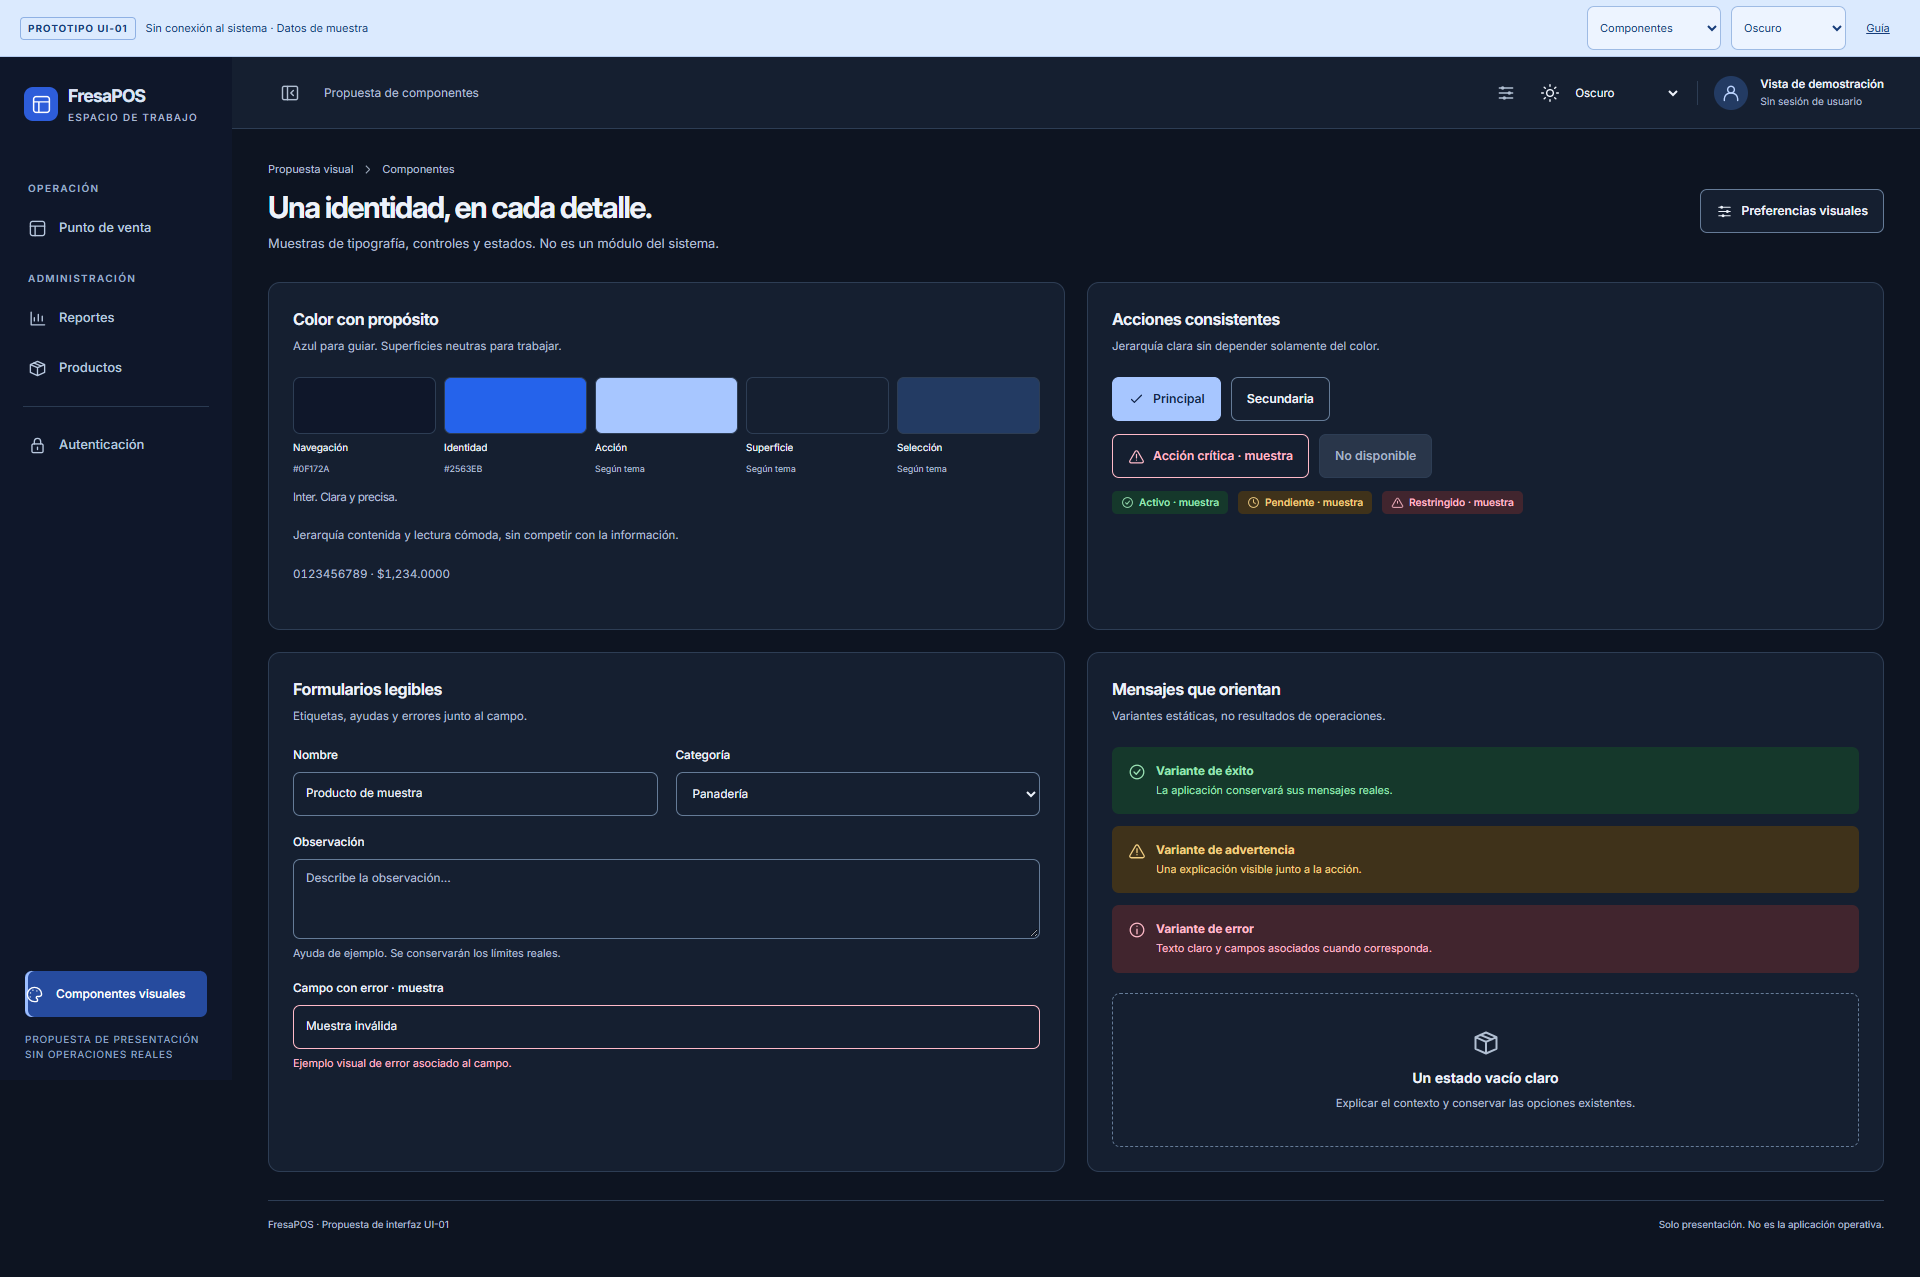 PROTOTIPO UI-01
Sin conexión al sistema · Datos de muestra
Componentes
Oscuro
Guía
FresaPOS
ESPACIO DE TRABAJO
Propuesta de componentes
Oscuro
Vista de demostración
Sin sesión de usuario
OPERACIÓN
Punto de venta
ADMINISTRACIÓN
Reportes
Productos
Autenticación
Componentes visuales
PROPUESTA DE PRESENTACIÓN
SIN OPERACIONES REALES
Propuesta visual
Componentes
Una identidad, en cada detalle.
Muestras de tipografía, controles y estados. No es un módulo del sistema.
Preferencias visuales
Color con propósito
Azul para guiar. Superficies neutras para trabajar.
Navegación
#0F172A
Identidad
#2563EB
Acción
Según tema
Superficie
Según tema
Selección
Según tema
Inter. Clara y precisa.
Jerarquía contenida y lectura cómoda, sin competir con la información.
0123456789 · $1,234.0000
Acciones consistentes
Jerarquía clara sin depender solamente del color.
Principal
Secundaria
Acción crítica · muestra
No disponible
Activo · muestra
Pendiente · muestra
Restringido · muestra
Formularios legibles
Etiquetas, ayudas y errores junto al campo.
Nombre
Producto de muestra
Categoría
Panadería
Observación
Describe la observación...
Ayuda de ejemplo. Se conservarán los límites reales.
Campo con error · muestra
Muestra inválida
Ejemplo visual de error asociado al campo.
Mensajes que orientan
Variantes estáticas, no resultados de operaciones.
Variante de éxito
La aplicación conservará sus mensajes reales.
Variante de advertencia
Una explicación visible junto a la acción.
Variante de error
Texto claro y campos asociados cuando corresponda.
Un estado vacío claro
Explicar el contexto y conservar las opciones existentes.
FresaPOS · Propuesta de interfaz UI-01
Solo presentación. No es la aplicación operativa.